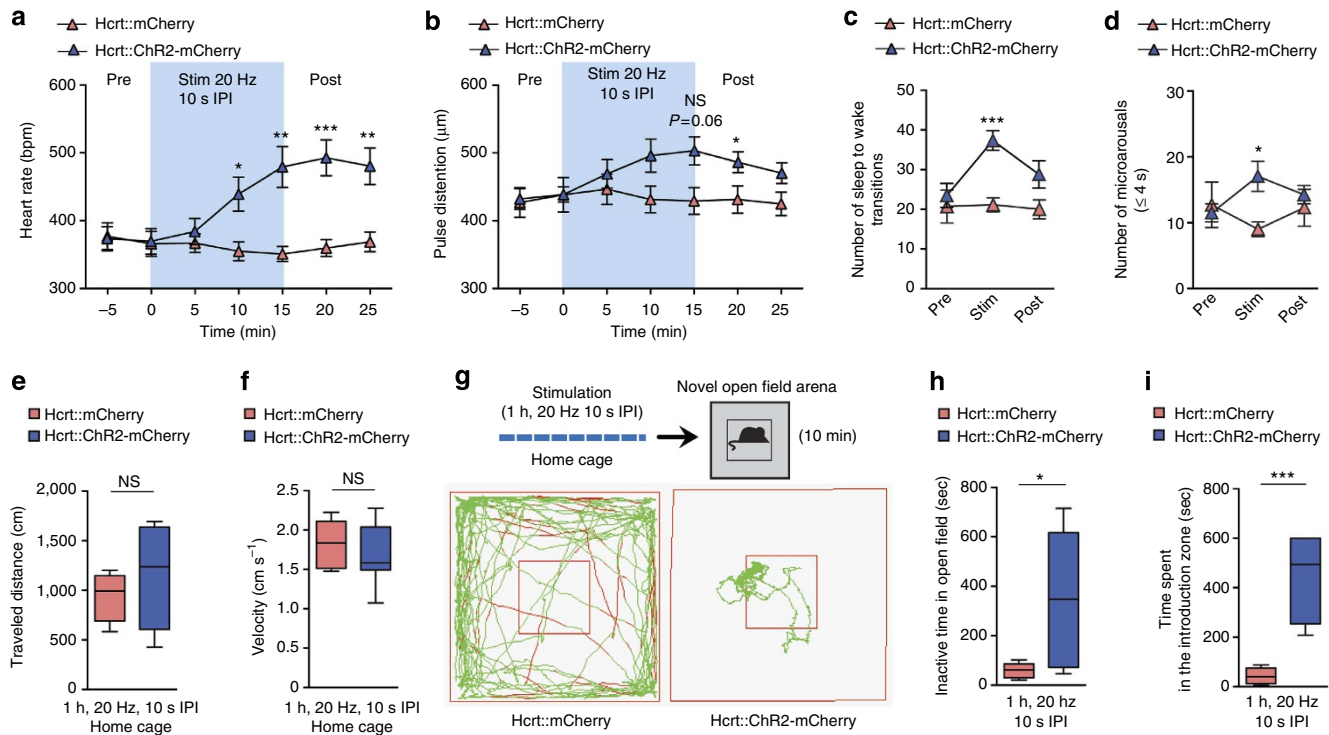 a
Hcrt::mCherry
Hcrt::ChR2-mCherry
Pre
Stim 20 Hz
10 s IPI
Post
600
500
400
300
Heart rate (bpm)
*
**
***
**
–5 0 5 10 15 20 25
Time (min)
b
Hcrt::mCherry
Hcrt::ChR2-mCherry
Pre
Stim 20 Hz
10 s IPI
Post
NS
P=0.06
*
600
500
400
300
Pulse distention (μm)
–5 0 5 10 15 20 25
Time (min)
c
Hcrt::mCherry
Hcrt::ChR2-mCherry
50
40
30
20
10
0
Number of sleep to wake
transitions
***
Pre Stim Post
d
Hcrt::mCherry
Hcrt::ChR2-mCherry
30
20
10
0
Number of microarousals
(≤ 4 s)
*
Pre Stim Post
e
Hcrt::mCherry
Hcrt::ChR2-mCherry
NS
2,000
1,500
1,000
500
0
Traveled distance (cm)
1 h, 20 Hz, 10 s IPI
Home cage
f
Hcrt::mCherry
Hcrt::ChR2-mCherry
NS
2.5
2.0
1.5
1.0
0.5
0
Velocity (cm s−1)
1 h, 20 Hz, 10 s IPI
Home cage
g
Stimulation
(1 h, 20 Hz 10 s IPI)
Home cage
Novel open field arena
(10 min)
Hcrt::mCherry
Hcrt::ChR2-mCherry
h
Hcrt::mCherry
Hcrt::ChR2-mCherry
*
800
600
400
200
0
Inactive time in open field (sec)
1 h, 20 hz
10 s IPI
i
Hcrt::mCherry
Hcrt::ChR2-mCherry
***
800
600
400
200
0
Time spent
in the introduction zone (sec)
1 h, 20 Hz
10 s IPI